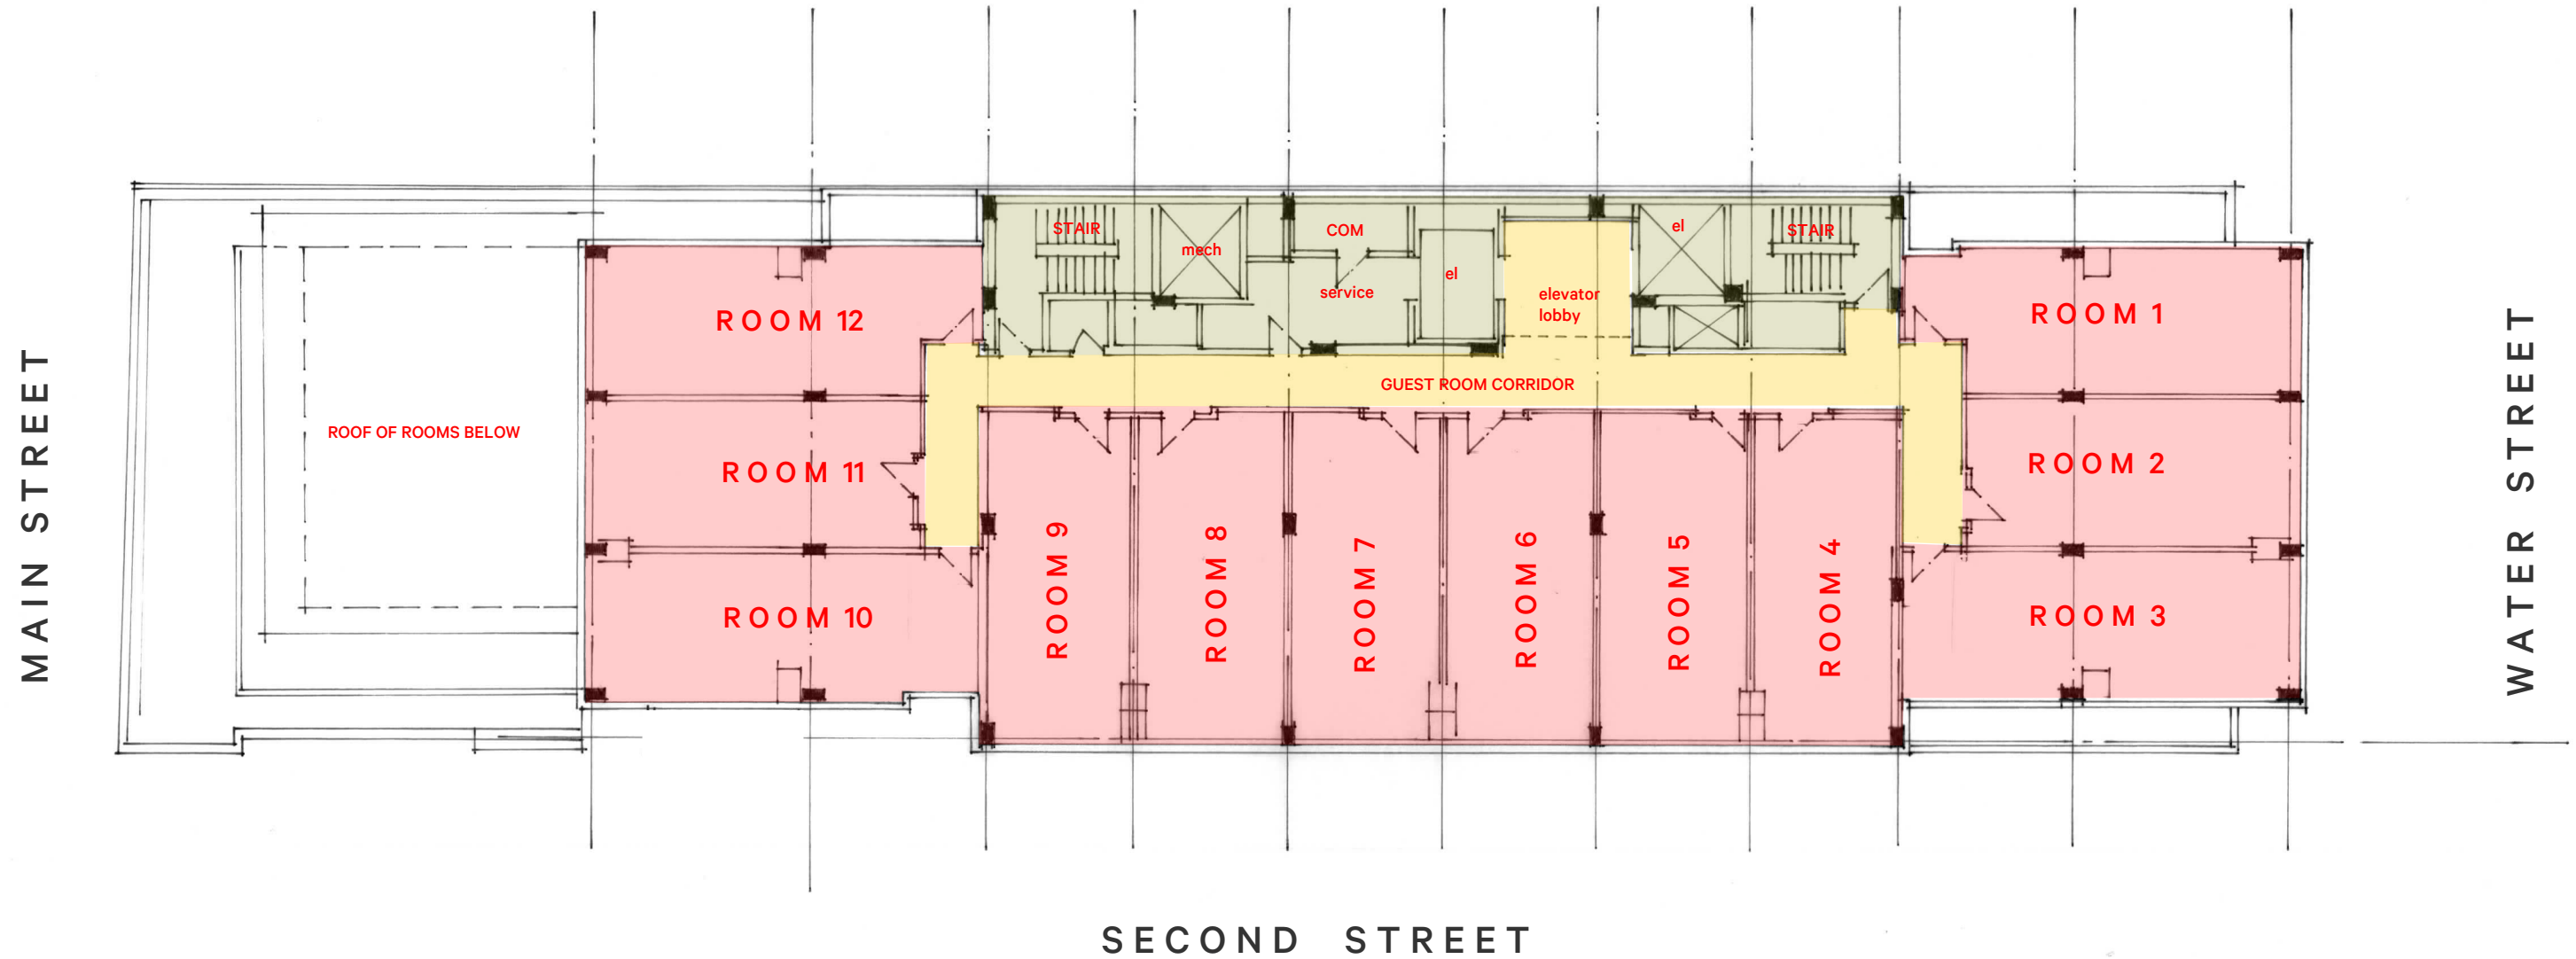 STAIR
mech
COM
service
el
elevator
lobby
el
STAIR
ROOM 12
ROOM 1
GUEST ROOM CORRIDOR
ROOF OF ROOMS BELOW
ROOM 11
ROOM 2
ROOM 10
ROOM 9
ROOM 8
ROOM 7
ROOM 6
ROOM 5
ROOM 4
ROOM 3
MAIN STREET
WATER STREET
SECOND STREET